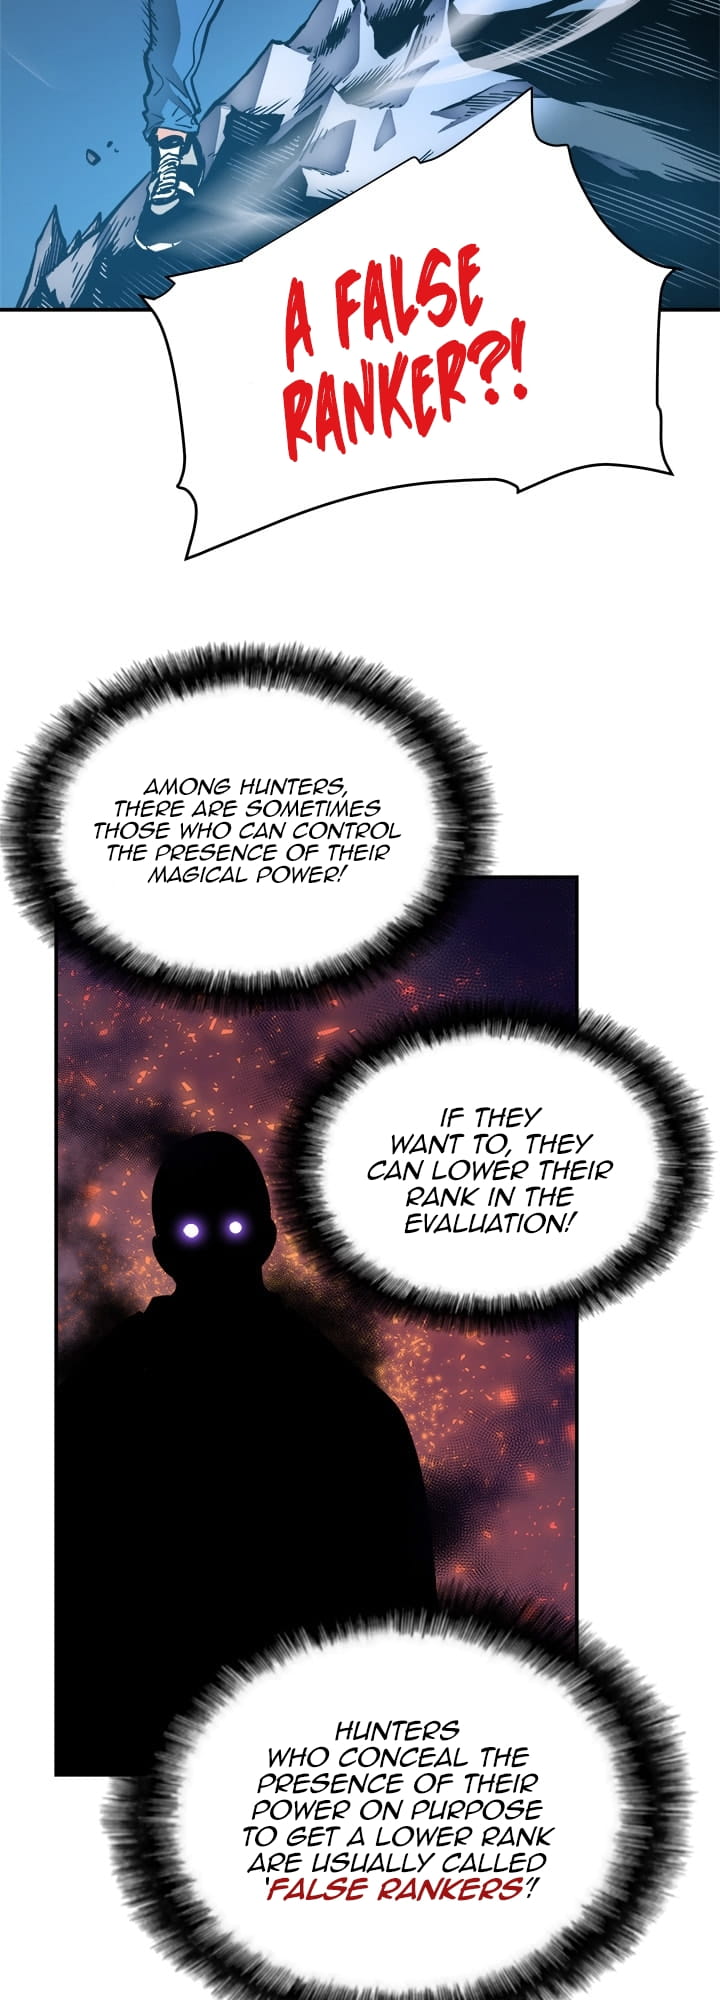 A FALSE
RANKER?!
AMONG HUNTERS,
THERE ARE SOMETIMES
THOSE WHO CAN CONTROL
THE PRESENCE OF THEIR
MAGICAL POWER!
IF THEY
WANT TO, THEY
CAN LOWER THEIR
RANK IN THE
EVALUATION!
HUNTERS
WHO CONCEAL THE
PRESENCE OF THEIR
POWER ON PURPOSE
TO GET A LOWER RANK
ARE USUALLY CALLED
'FALSE RANKERS'!